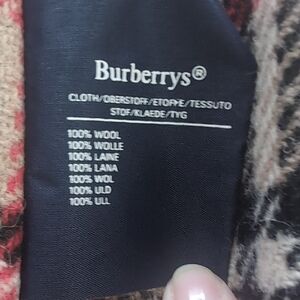 Burberrys®
CLOTH/OBERSTOFF/ETOFFE/TESSUTO
STOF/KLAEDE/TYG
100% WOOL
100% WOLLE
100% LAINE
100% LANA
100% WOL
100% ULD
100% ULL